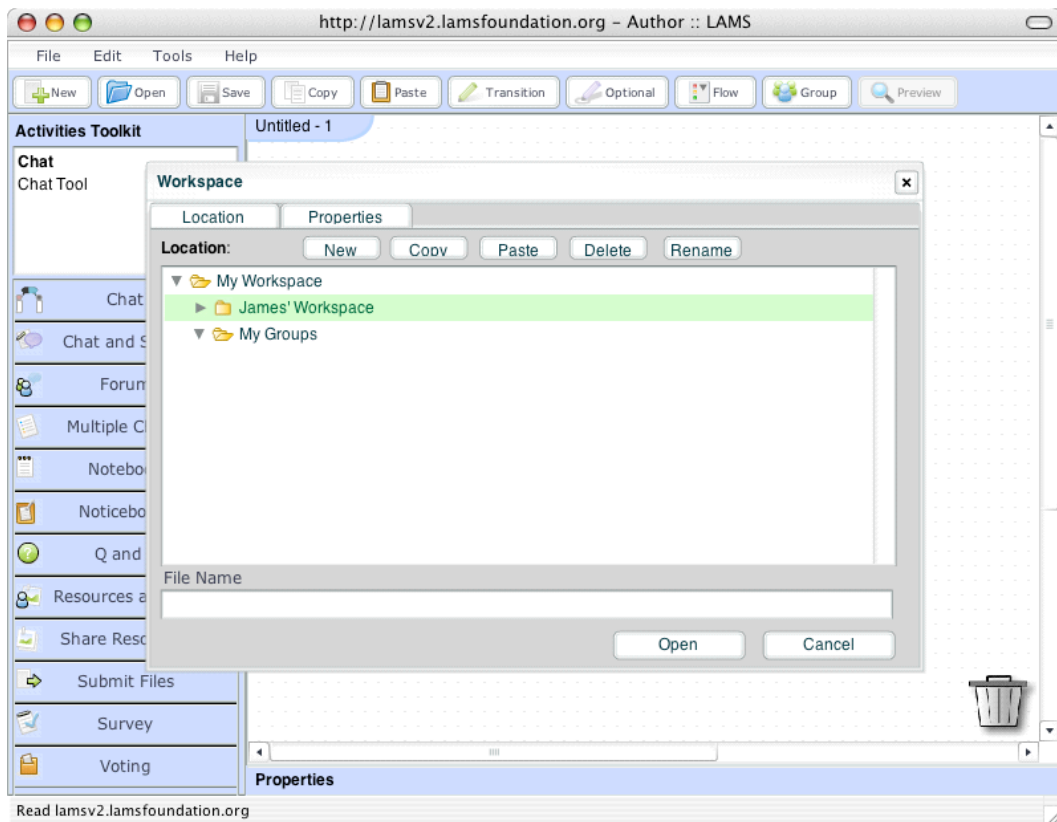 http://lamsv2.lamsfoundation.org – Author :: LAMS
File Edit Tools Help
New Open Save Copy Paste Transition Optional Flow Group Preview
Activities Toolkit
Untitled - 1
Chat
Chat Tool
Workspace
Location Properties
Location: New Copy Paste Delete Rename
My Workspace
James' Workspace
My Groups
File Name
Open Cancel
Chat
Chat and S
Forum
Multiple C
Notebo
Noticebo
Q and
Resources a
Share Reso
Submit Files
Survey
Voting
Properties
Read lamsv2.lamsfoundation.org